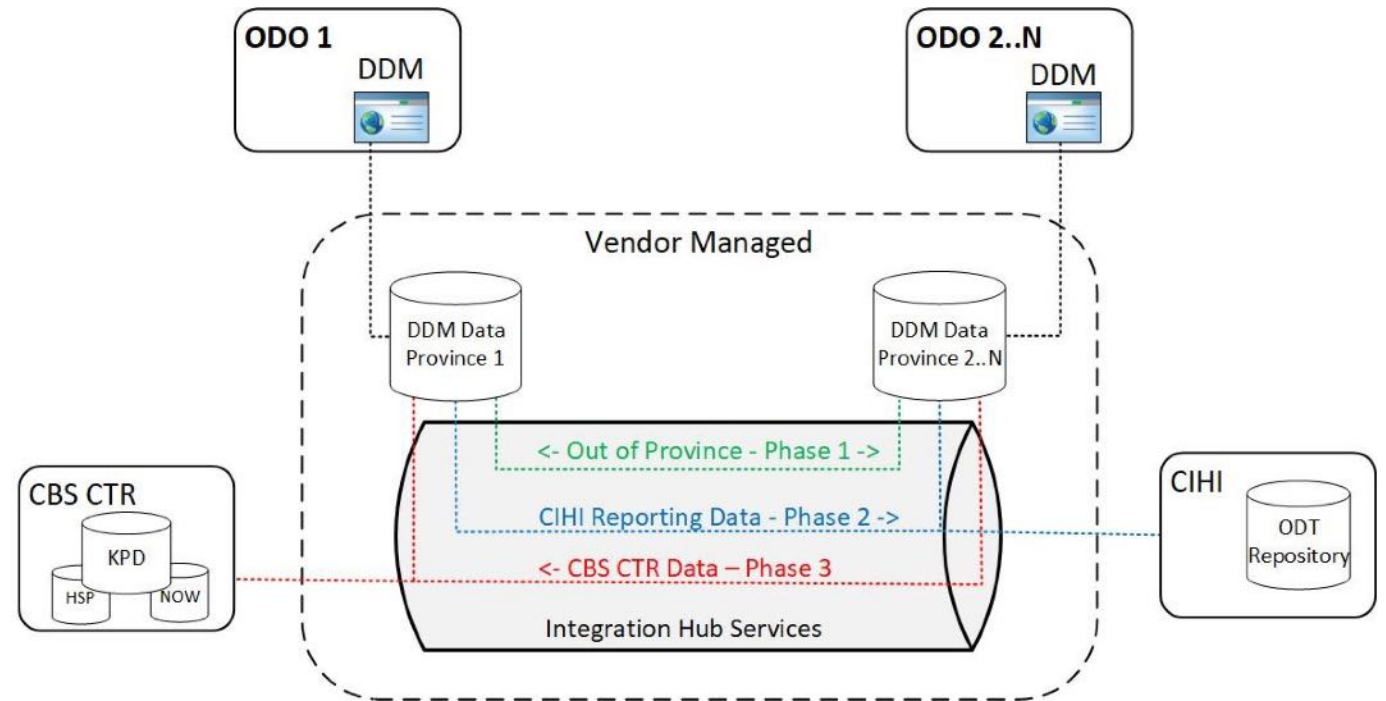 ODO 1
DDM
ODO 2..N
DDM
Vendor Managed
DDM Data
Province 1
DDM Data
Province 2..N
<- Out of Province - Phase 1 ->
CIHI Reporting Data - Phase 2 ->
<- CBS CTR Data – Phase 3
Integration Hub Services
CBS CTR
KPD
HSP
NOW
CIHI
ODT
Repository